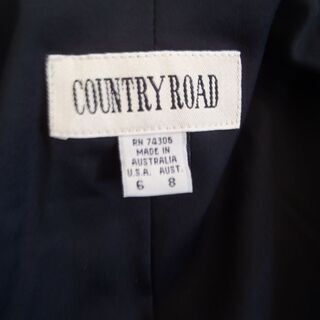 COUNTRY ROAD
RN 74305
MADE IN
AUSTRALIA
U.S.A. AUST.
6 8